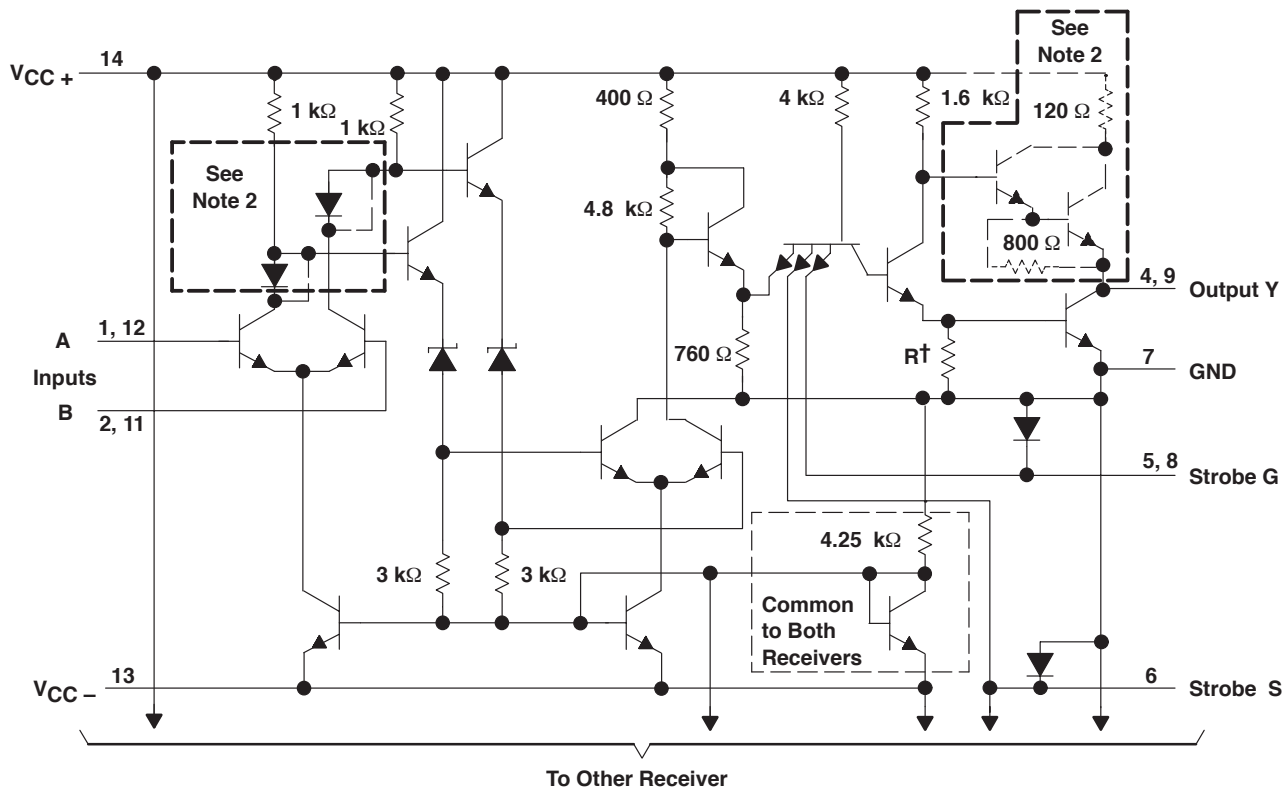 See
Note 2
VCC +
14
1 kΩ
1 kΩ
400 Ω
4 kΩ
1.6 kΩ
120 Ω
See
Note 2
4.8 kΩ
800 Ω
4, 9
Output Y
1, 12
A
Inputs
B
2, 11
760 Ω
R†
7
GND
5, 8
Strobe G
3 kΩ
3 kΩ
4.25 kΩ
Common
to Both
Receivers
VCC –
13
6
Strobe S
To Other Receiver